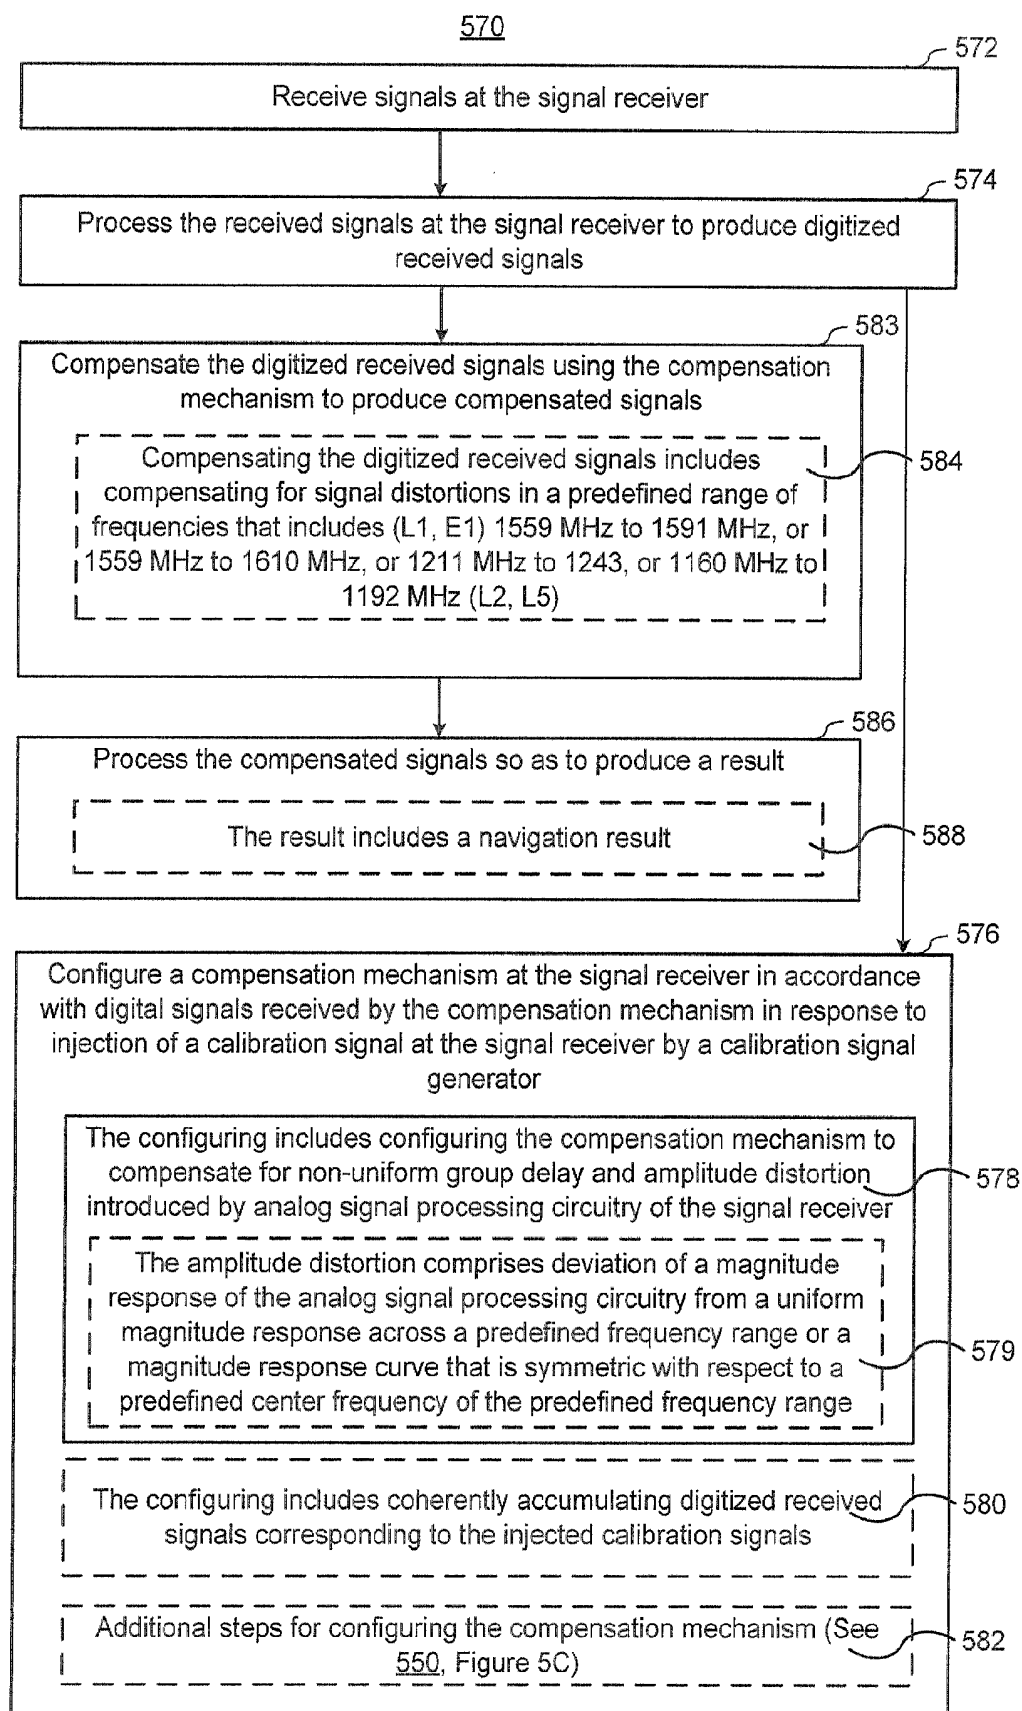 570
572
Receive signals at the signal receiver
574
Process the received signals at the signal receiver to produce digitized
received signals
583
Compensate the digitized received signals using the compensation
mechanism to produce compensated signals
584
Compensating the digitized received signals includes
compensating for signal distortions in a predefined range of
frequencies that includes (L1, E1) 1559 MHz to 1591 MHz, or
1559 MHz to 1610 MHz, or 1211 MHz to 1243, or 1160 MHz to
1192 MHz (L2, L5)
586
Process the compensated signals so as to produce a result
The result includes a navigation result
588
576
Configure a compensation mechanism at the signal receiver in accordance
with digital signals received by the compensation mechanism in response to
injection of a calibration signal at the signal receiver by a calibration signal
generator
The configuring includes configuring the compensation mechanism to
compensate for non-uniform group delay and amplitude distortion
introduced by analog signal processing circuitry of the signal receiver
578
The amplitude distortion comprises deviation of a magnitude
response of the analog signal processing circuitry from a uniform
magnitude response across a predefined frequency range or a
magnitude response curve that is symmetric with respect to a
predefined center frequency of the predefined frequency range
579
The configuring includes coherently accumulating digitized received
signals corresponding to the injected calibration signals
580
Additional steps for configuring the compensation mechanism (See
550, Figure 5C)
582